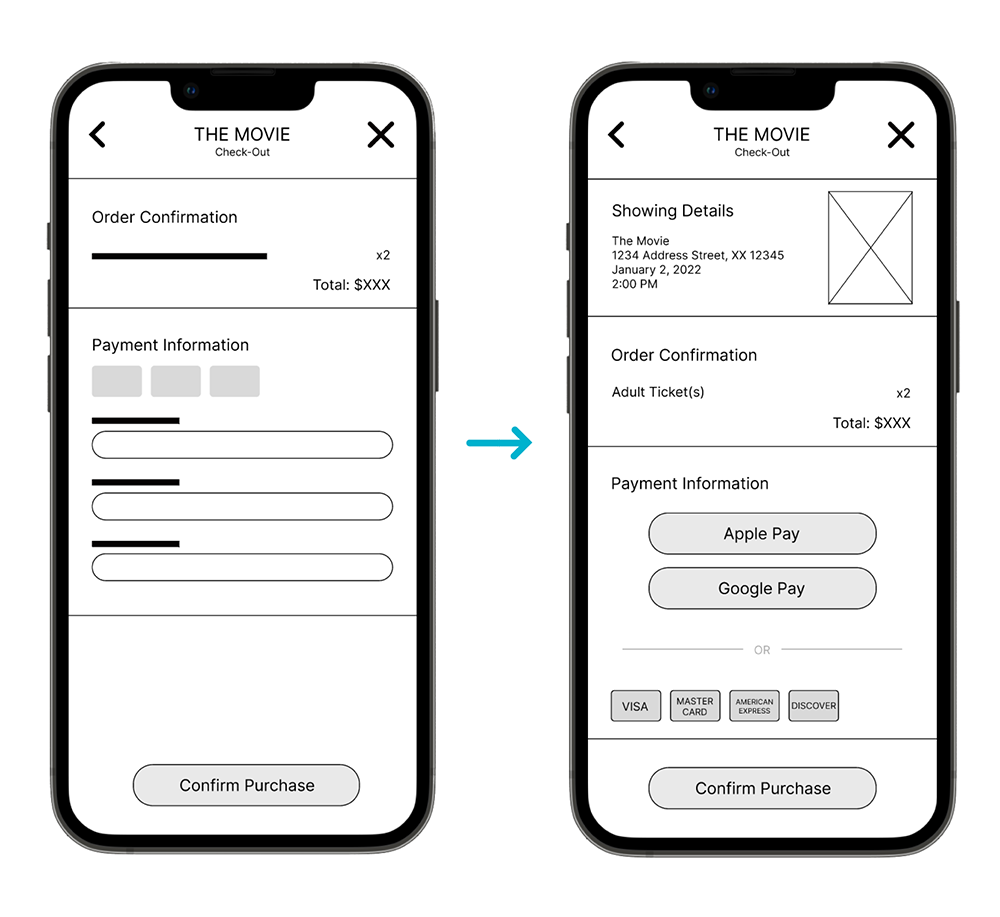 THE MOVIE
Check-Out
Order Confirmation
x2
Total: $XXX
Payment Information
Confirm Purchase
THE MOVIE
Check-Out
Showing Details
The Movie
1234 Address Street, XX 12345
January 2, 2022
2:00 PM
Order Confirmation
Adult Ticket(s) x2
Total: $XXX
Payment Information
Apple Pay
Google Pay
OR
VISA
MASTER
CARD
AMERICAN
EXPRESS
DISCOVER
Confirm Purchase